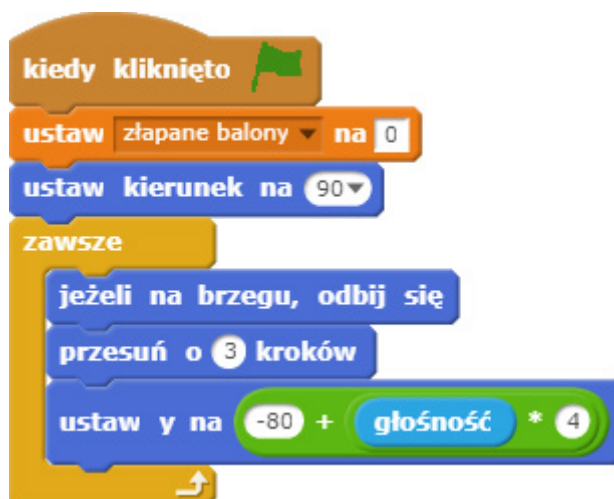 kiedy kliknięto
ustaw złapane balony na 0
ustaw kierunek na 90
zawsze
jeżeli na brzegu, odbij się
przesuń o 3 kroków
ustaw y na -80 + głośność * 4